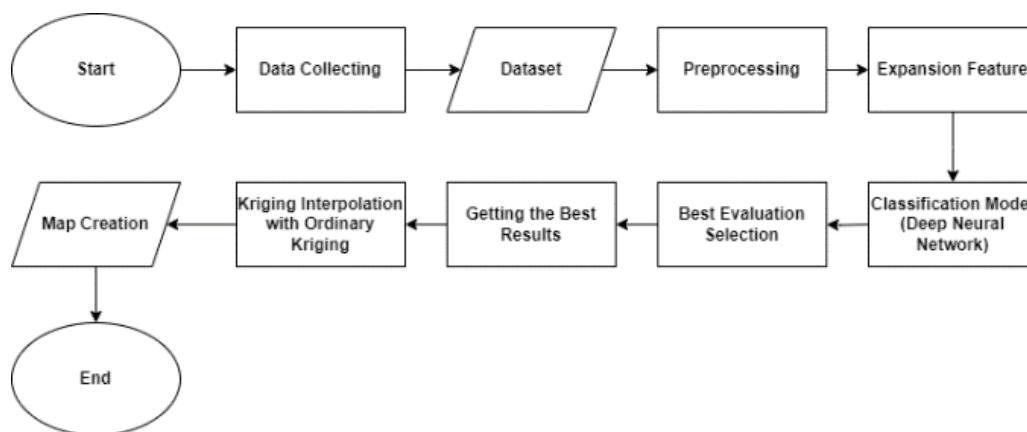 Start
Data Collecting
Dataset
Preprocessing
Expansion Feature
Map Creation
Kriging Interpolation
with Ordinary
Kriging
Getting the Best
Results
Best Evaluation
Selection
Classification Mode
(Deep Neural
Network)
End